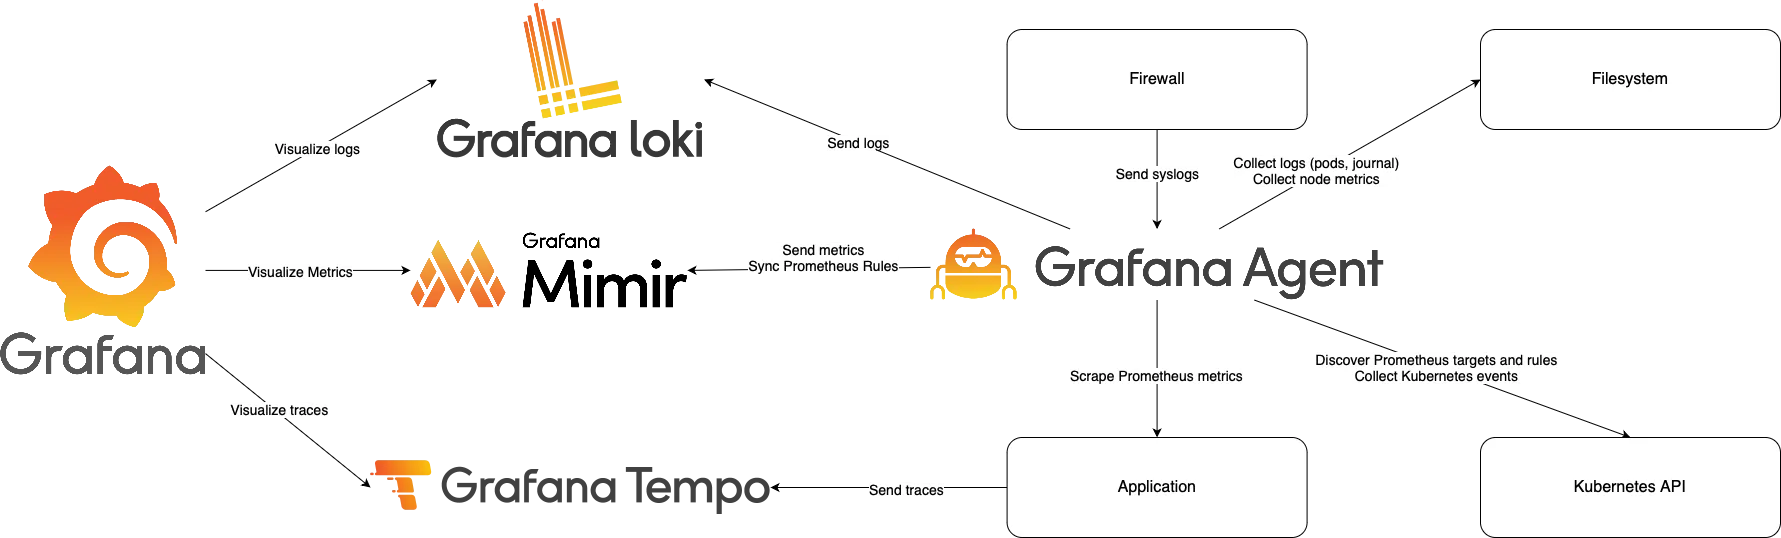 Grafana loki
Firewall
Filesystem
Visualize logs
Send logs
Send syslogs
Collect logs (pods, journal)
Collect node metrics
Grafana
Visualize Metrics
Grafana
Mimir
Send metrics
Sync Prometheus Rules
Grafana Agent
Visualize traces
Scrape Prometheus metrics
Discover Prometheus targets and rules
Collect Kubernetes events
Grafana Tempo
Send traces
Application
Kubernetes API